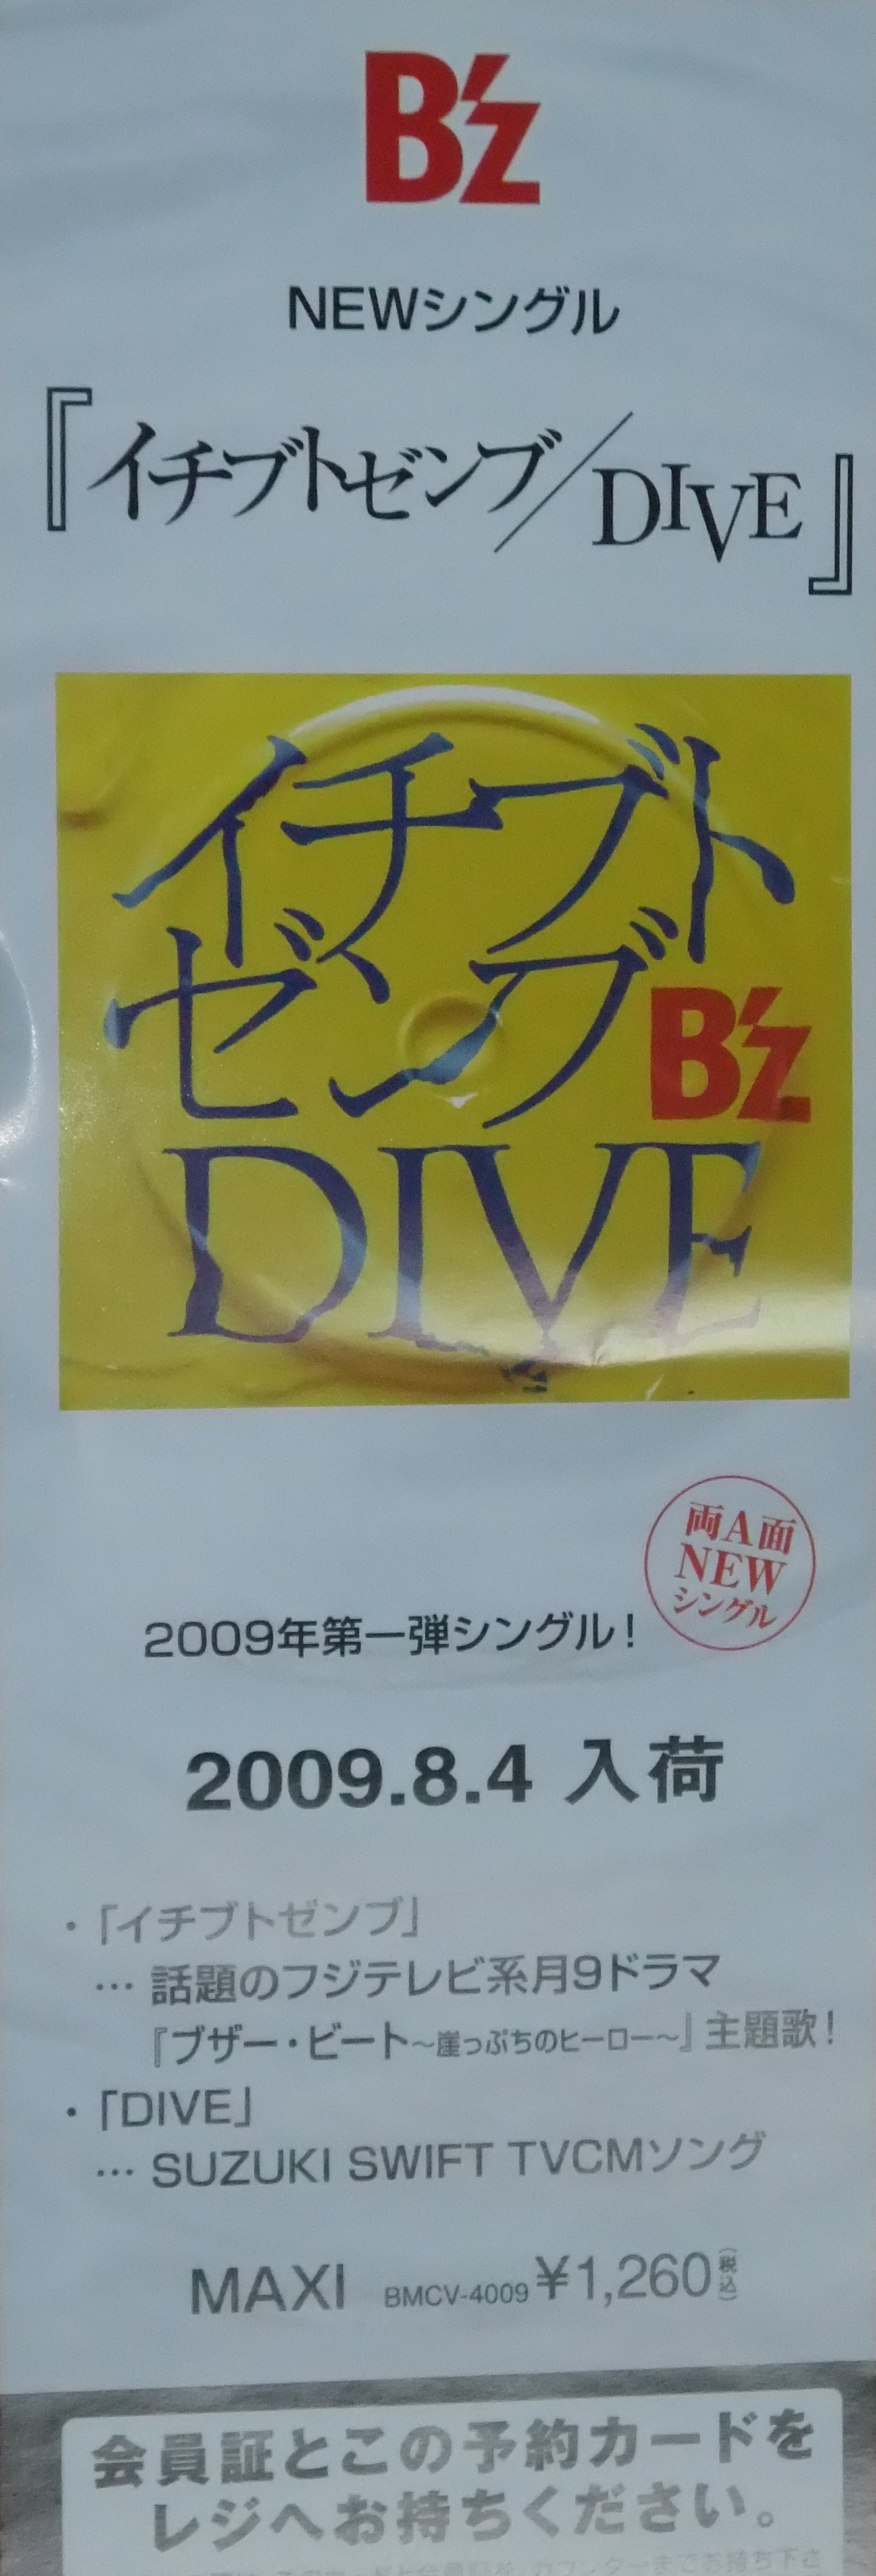 B'z
NEWシングル
『イチブトゼンブ/DIVE』
イチブト
ゼンブ
B'z
DIVE
両A面
NEW
シングル
2009年第一弾シングル!
2009.8.4 入荷
・「イチブトゼンブ」
… 話題のフジテレビ系月9ドラマ
『ブザー・ビート~崖っぷちのヒーロー~』主題歌!
・「DIVE」
… SUZUKI SWIFT TVCMソング
MAXI BMCV-4009 ¥1,260(税込)
会員証とこの予約カードを
レジへお持ちください。